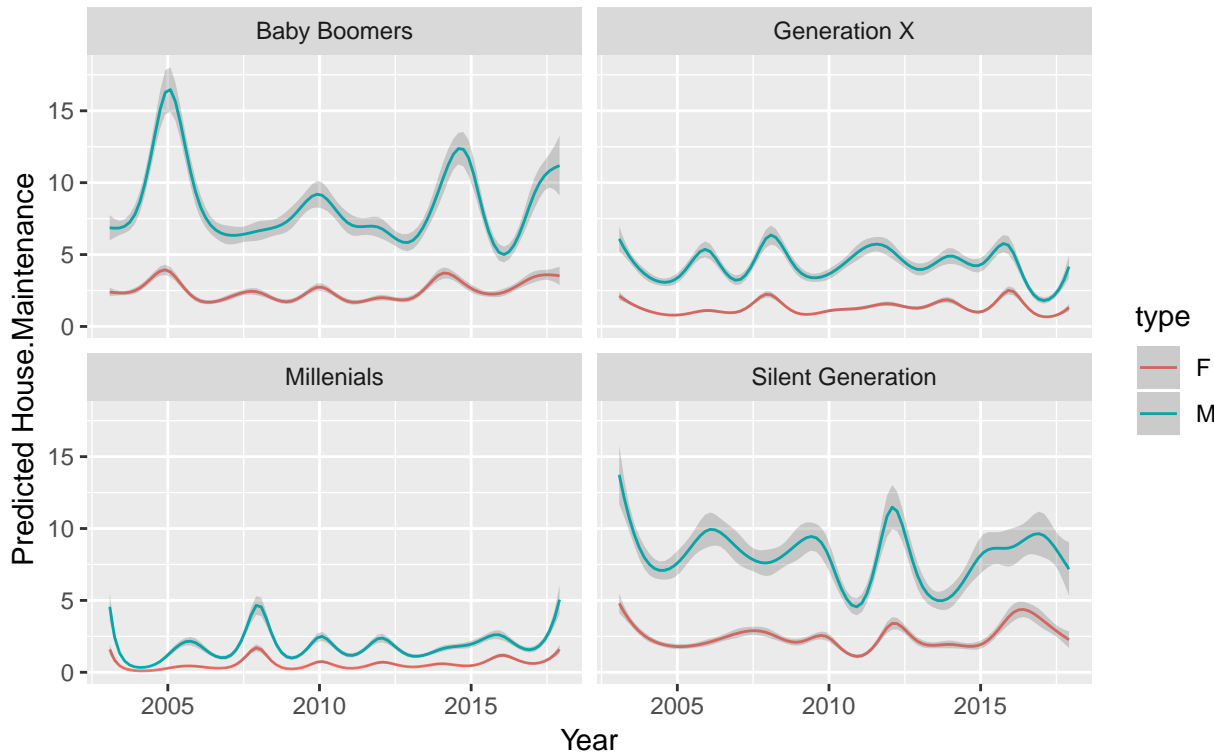 Baby Boomers
Generation X
15
10
5
0
Millenials
Silent Generation
15
10
5
0
2005
2010
2015
2005
2010
2015
Year
Predicted House.Maintenance
type
F
M